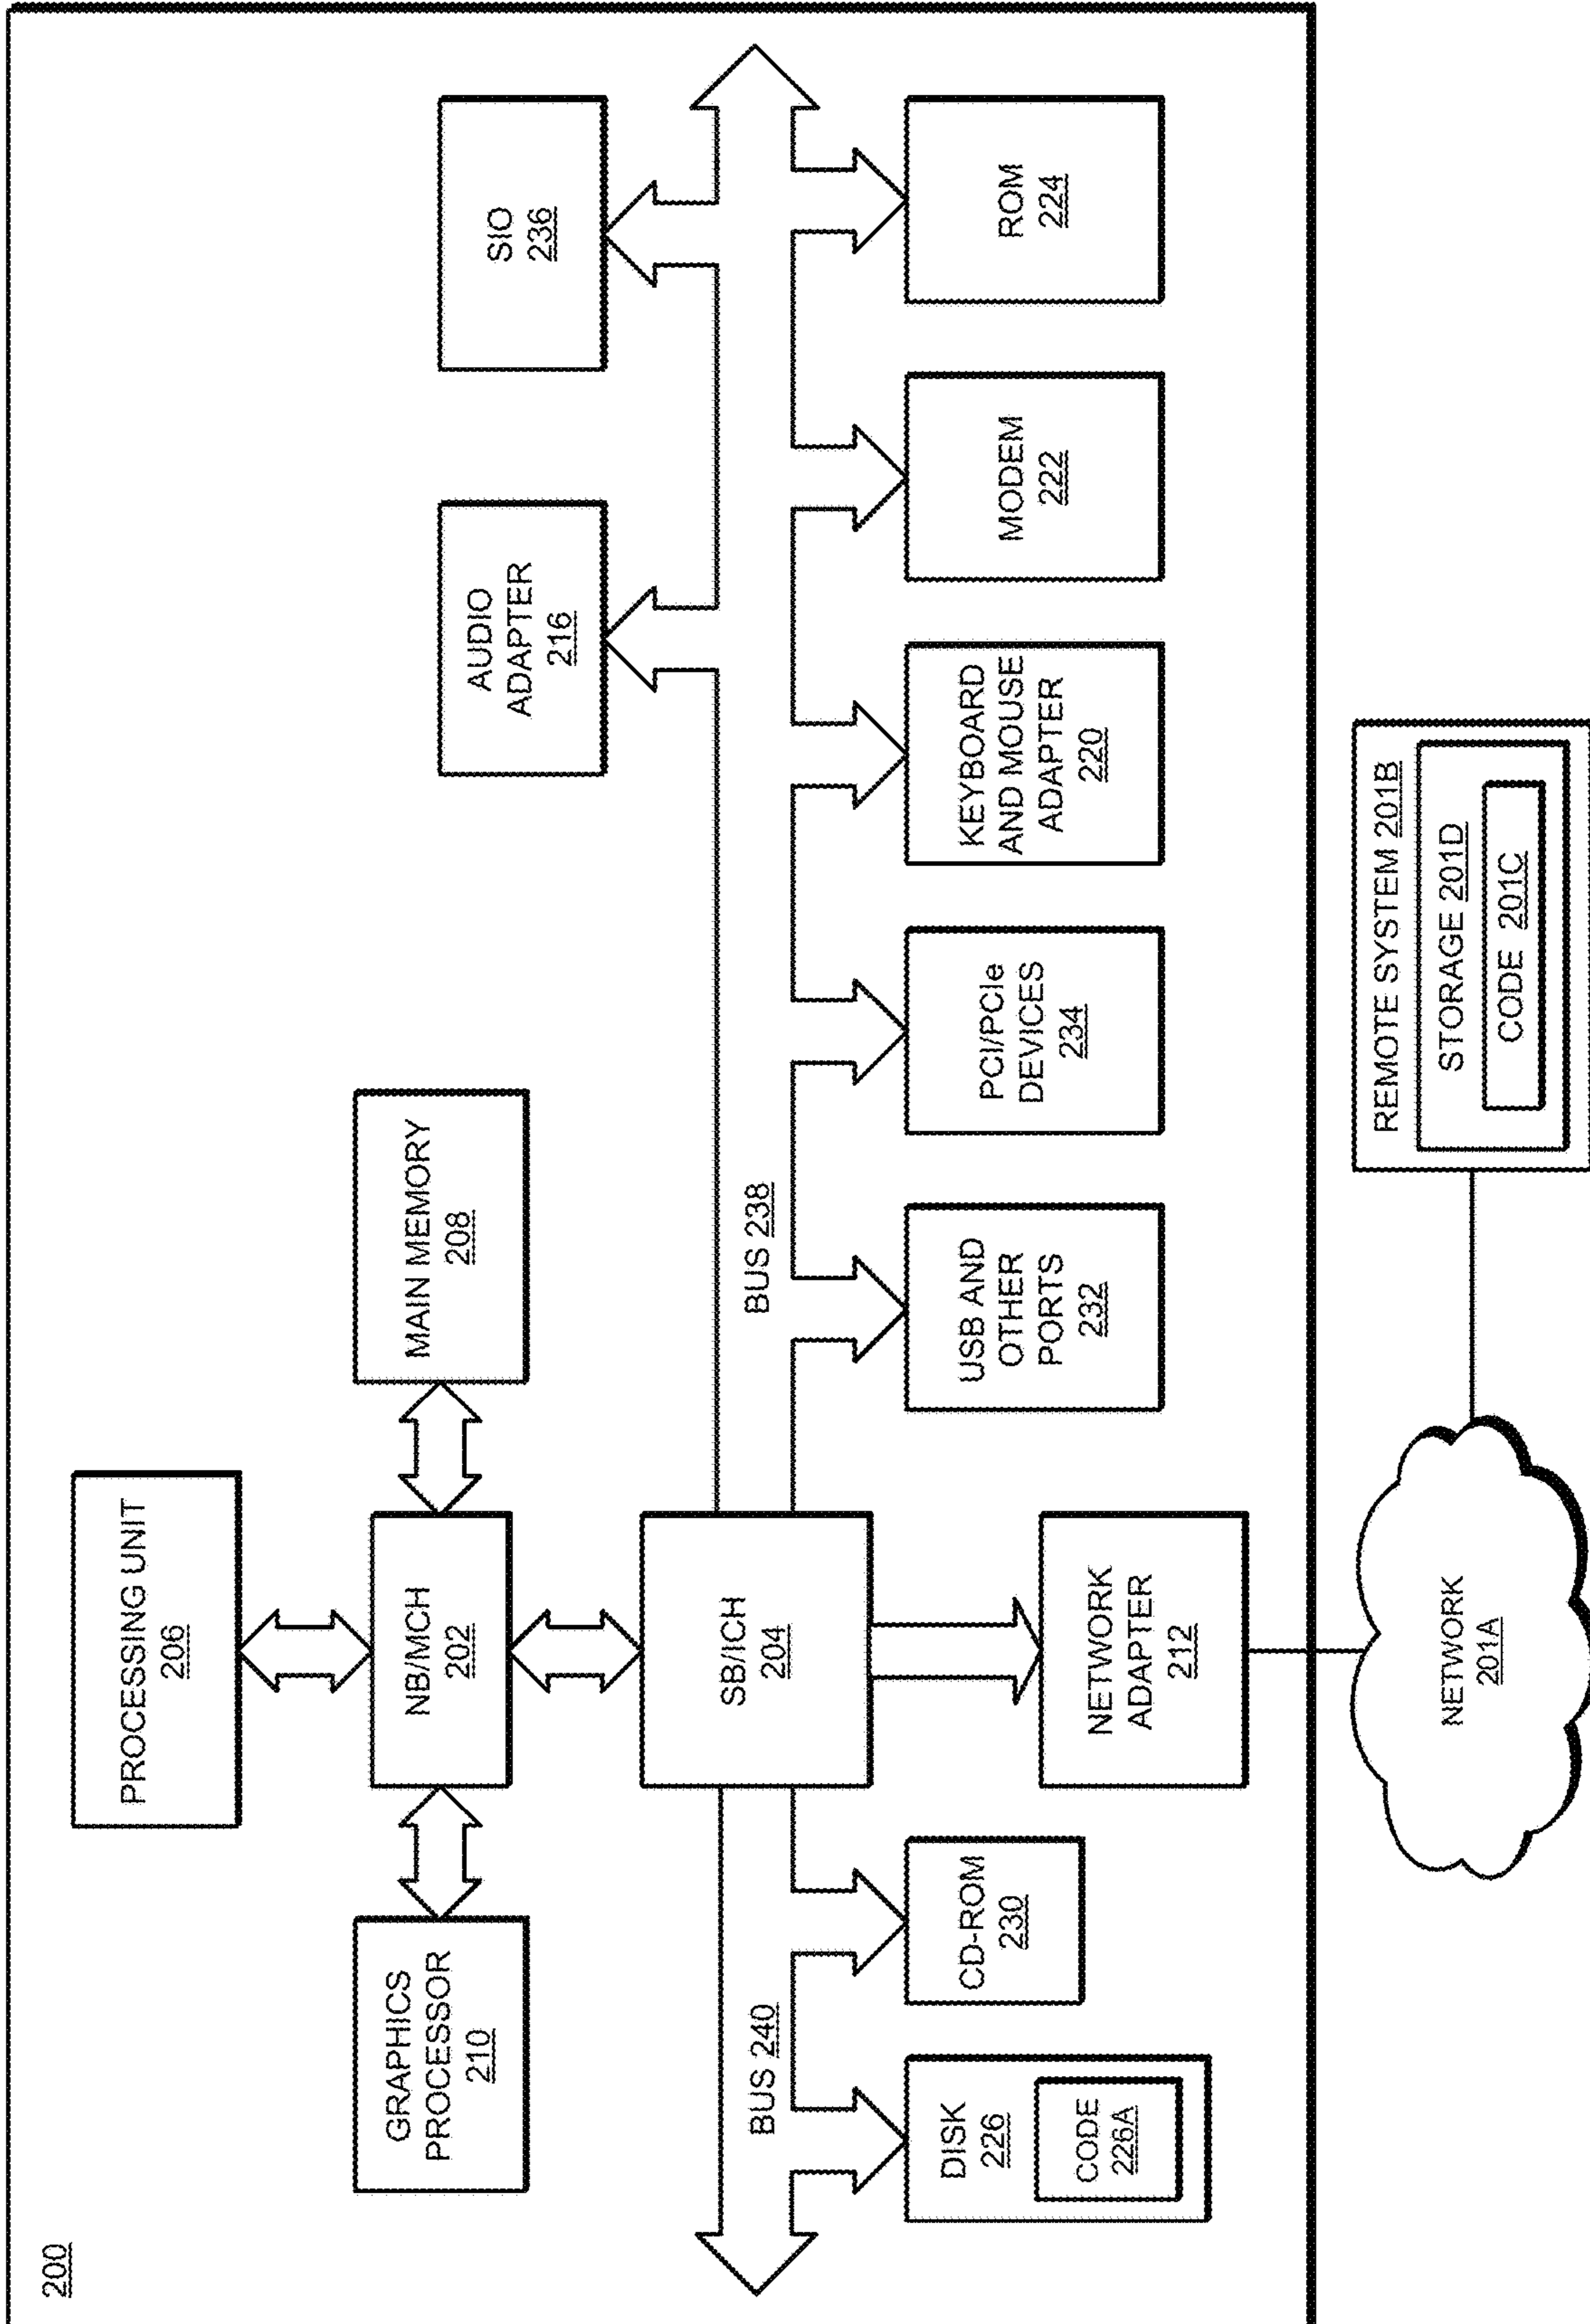 200
PROCESSING UNIT
206
GRAPHICS
PROCESSOR
210
NB/MCH
202
MAIN MEMORY
208
AUDIO
ADAPTER
216
SIO
236
SB/ICH
204
BUS 240
BUS 238
DISK
226
CODE
226A
CD-ROM
230
NETWORK
ADAPTER
212
USB AND
OTHER
PORTS
232
PCI/PCIe
DEVICES
234
KEYBOARD
AND MOUSE
ADAPTER
220
MODEM
222
ROM
224
NETWORK
201A
REMOTE SYSTEM 201B
STORAGE 201D
CODE 201C